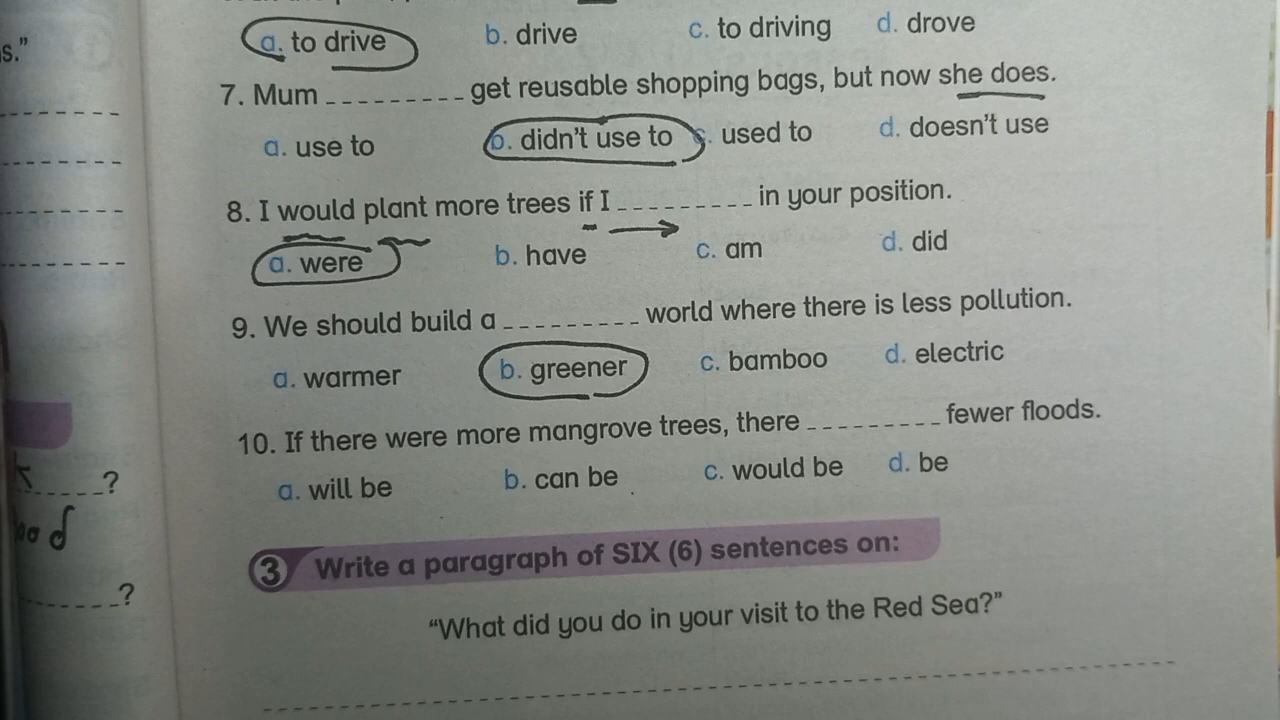 s."
a. to drive b. drive c. to driving d. drove
7. Mum _________ get reusable shopping bags, but now she does.
a. use to b. didn't use to c. used to d. doesn't use
8. I would plant more trees if I _________ in your position.
a. were b. have c. am d. did
9. We should build a _________ world where there is less pollution.
a. warmer b. greener c. bamboo d. electric
10. If there were more mangrove trees, there _________ fewer floods.
a. will be b. can be c. would be d. be
_____?
_______?
3 Write a paragraph of SIX (6) sentences on:
"What did you do in your visit to the Red Sea?"